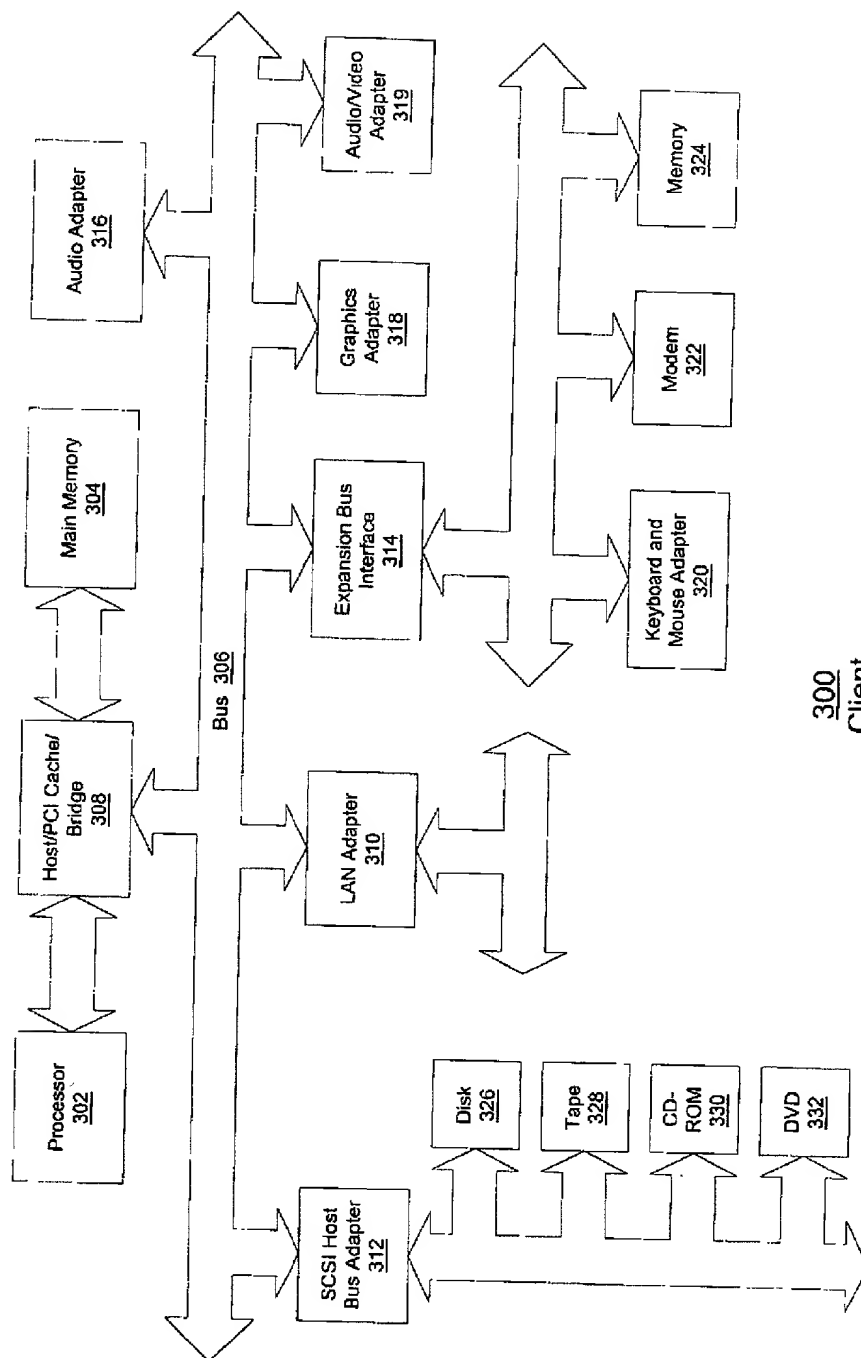 Processor
302
Host/PCI Cache/
Bridge
308
Main Memory
304
Audio Adapter
316
Bus 306
SCSI Host
Bus Adapter
312
LAN Adapter
310
Expansion Bus
Interface
314
Graphics
Adapter
318
Audio/Video
Adapter
319
Disk
326
Tape
328
CD-
ROM
330
DVD
332
Keyboard and
Mouse Adapter
320
Modem
322
Memory
324
300
Client